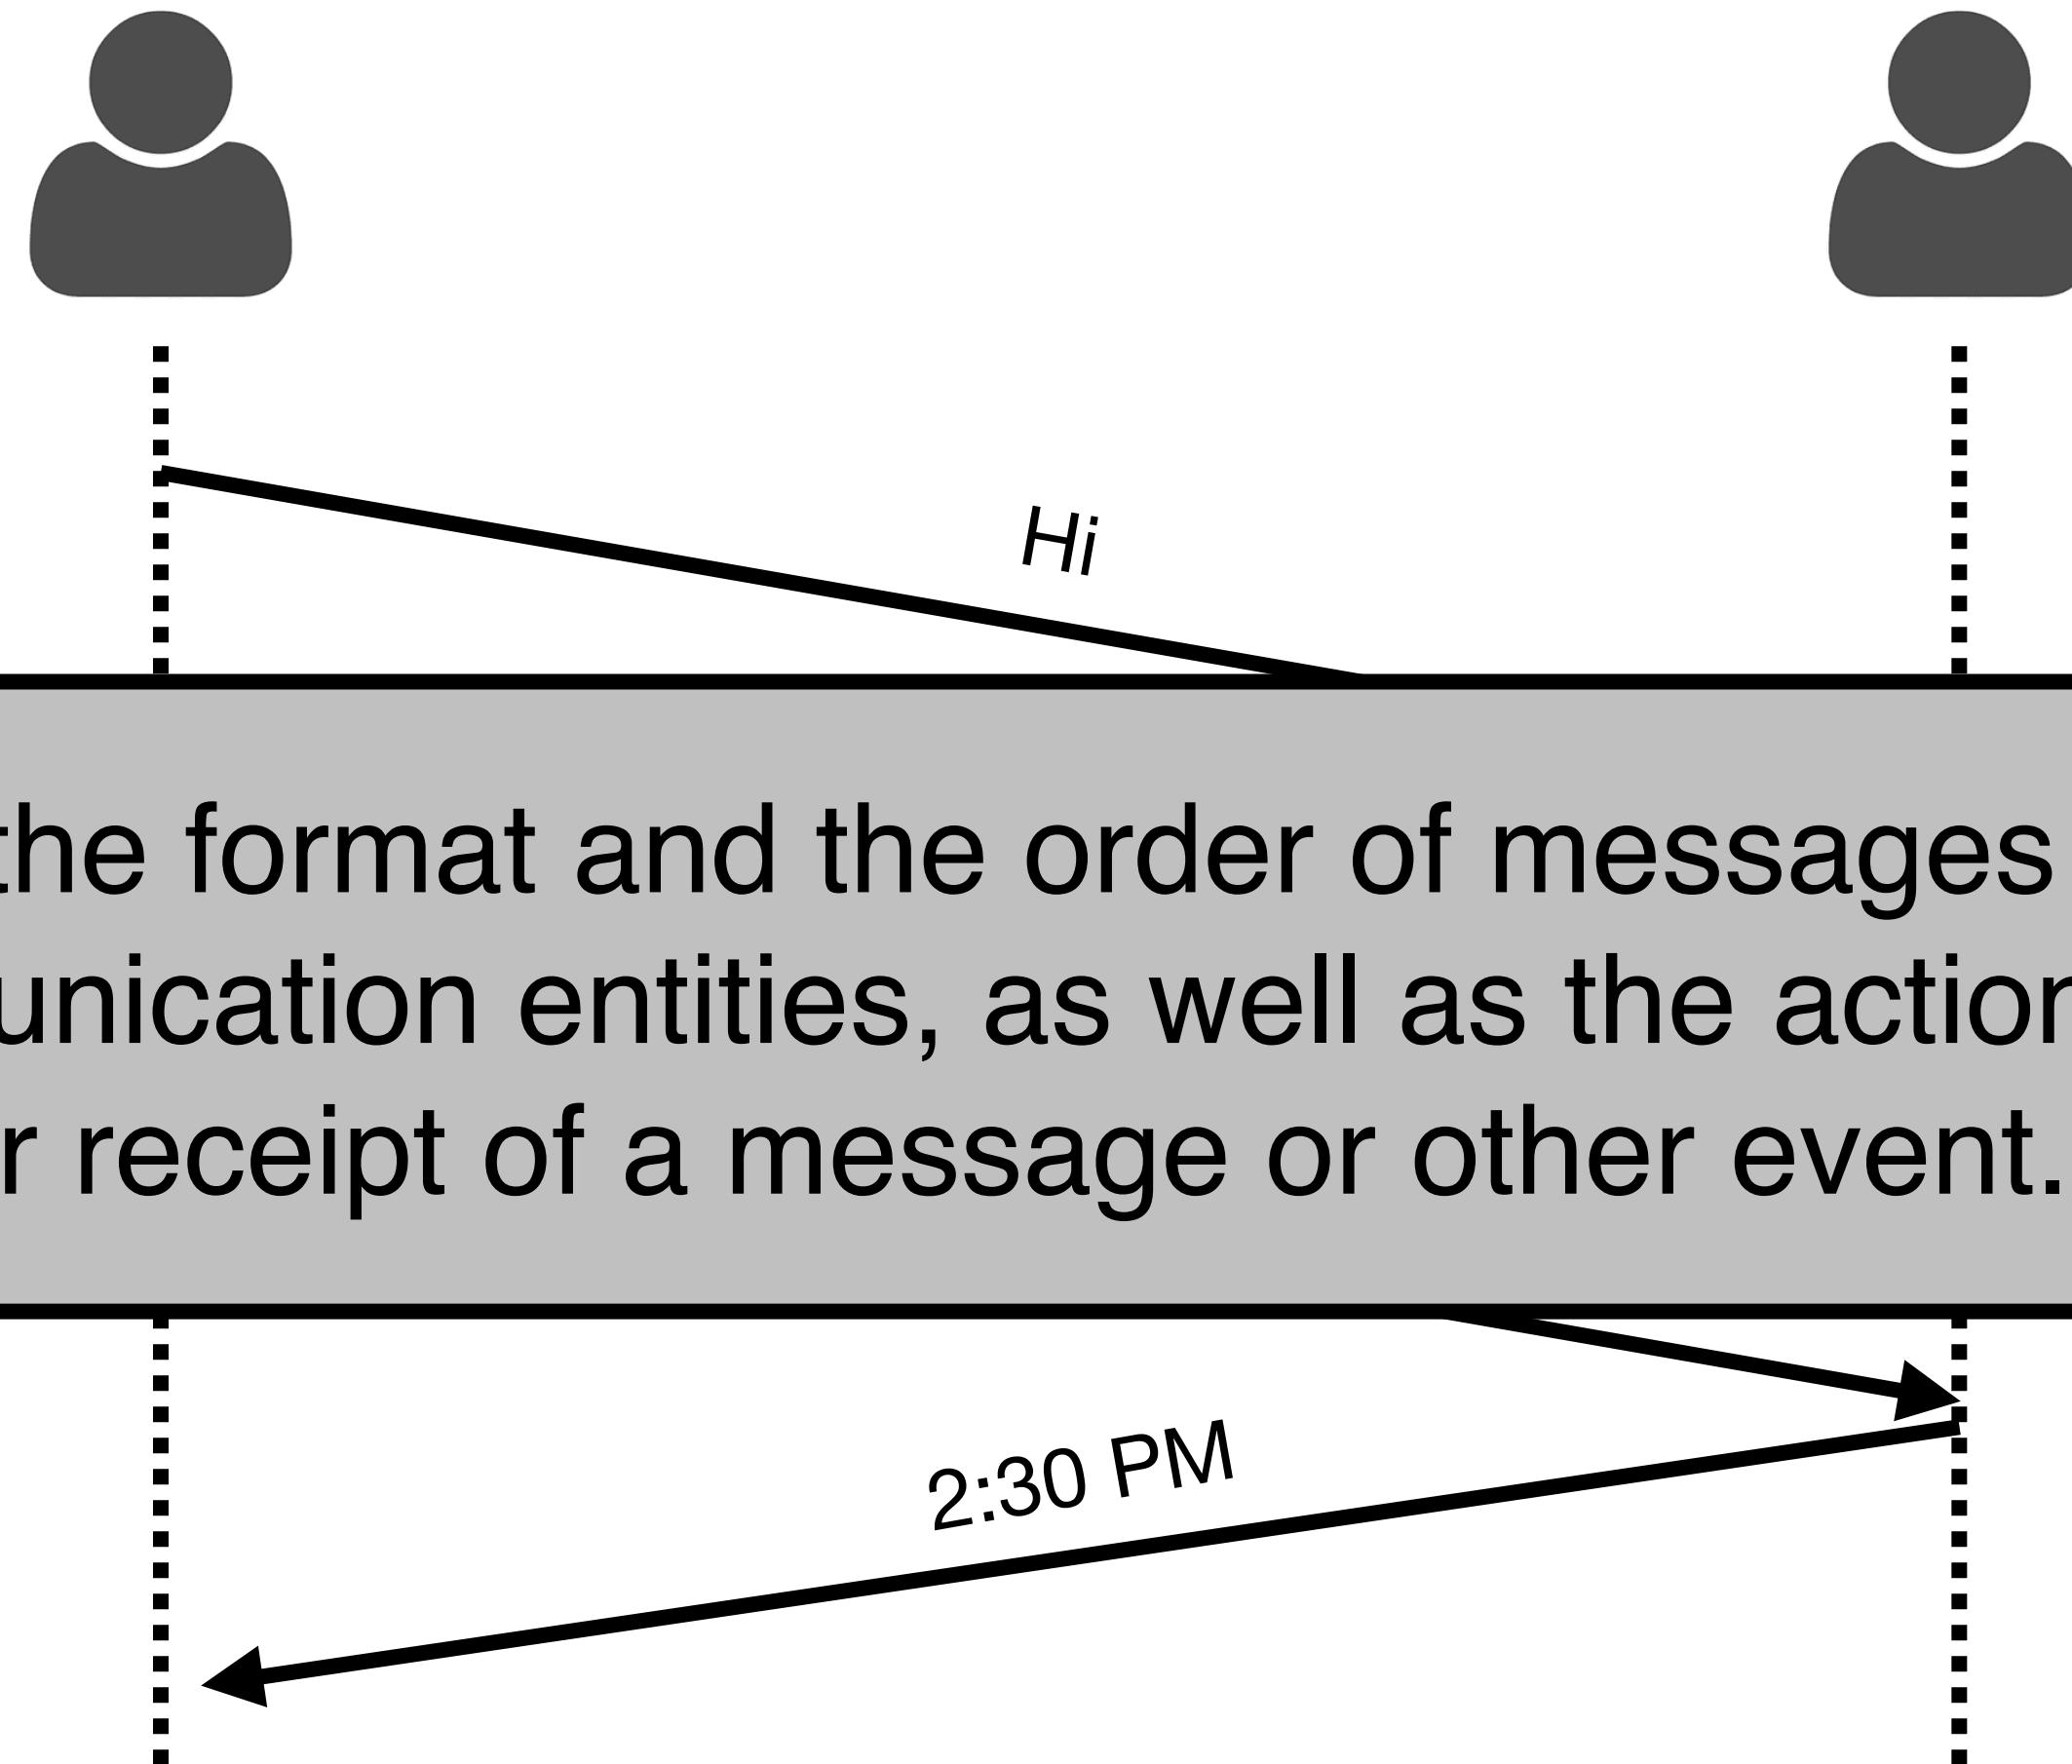 Hi
the format and the order of messages
unication entities, as well as the action
r receipt of a message or other event.
2:30 PM